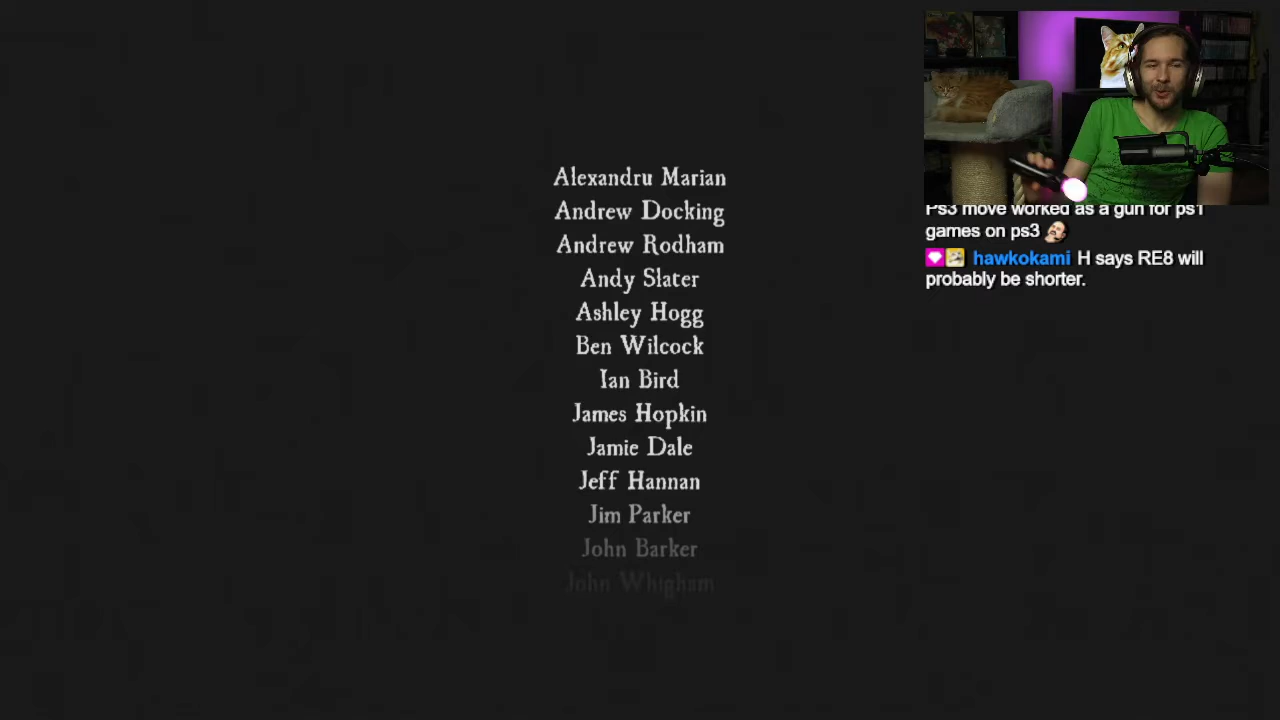 Alexandru Marian
Andrew Docking
Andrew Rodham
Andy Slater
Ashley Hogg
Ben Wilcock
Ian Bird
James Hopkin
Jamie Dale
Jeff Hannan
Jim Parker
John Barker
John Whigham
Ps3 move worked as a gun for ps1
games on ps3
hawkokami H says RE8 will
probably be shorter.